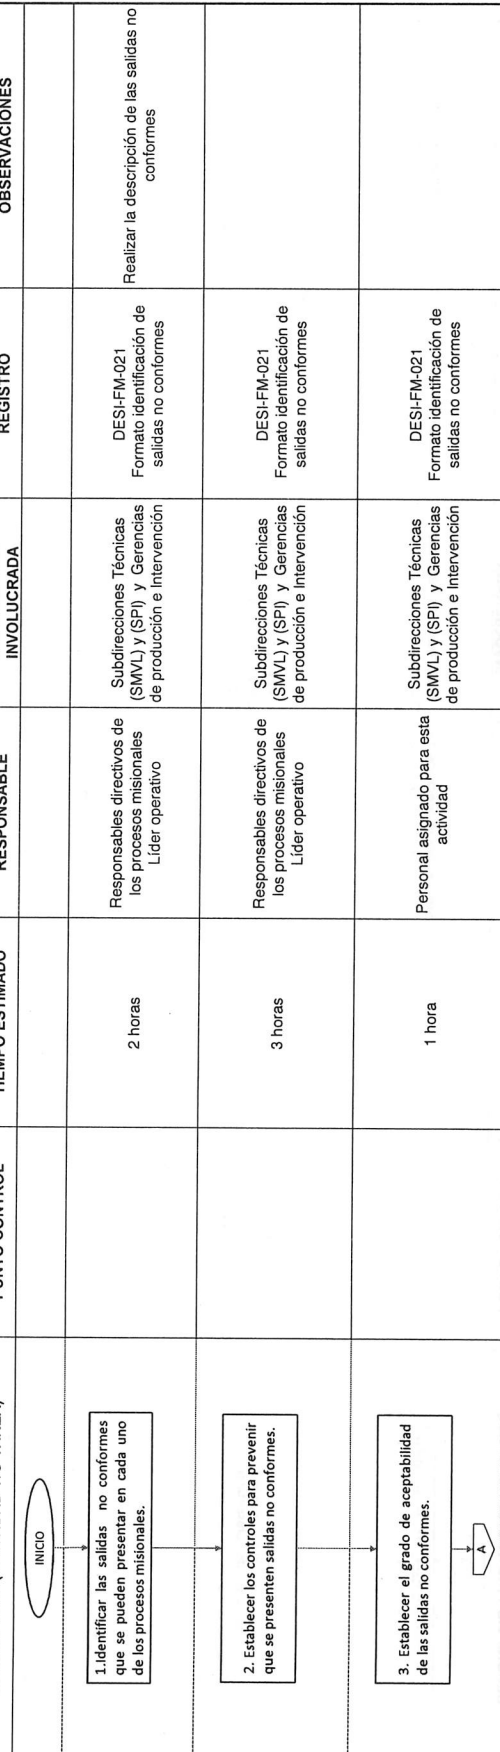 PUNTO CONTROL
TIEMPO ESTIMADO
RESPONSABLE
INVOLUCRADA
REGISTRO
OBSERVACIONES
INICIO
1.Identificar las salidas no conformes
que se pueden presentar en cada uno
de los procesos misionales.
2 horas
Responsables directivos de
los procesos misionales
Líder operativo
Subdirecciones Técnicas
(SMVL) y (SPI) y Gerencias
de producción e Intervención
DESI-FM-021
Formato identificación de
salidas no conformes
Realizar la descripción de las salidas no
conformes
2. Establecer los controles para prevenir
que se presenten salidas no conformes.
3 horas
Responsables directivos de
los procesos misionales
Líder operativo
Subdirecciones Técnicas
(SMVL) y (SPI) y Gerencias
de producción e Intervención
DESI-FM-021
Formato identificación de
salidas no conformes
3. Establecer el grado de aceptabilidad
de las salidas no conformes.
1 hora
Personal asignado para esta
actividad
Subdirecciones Técnicas
(SMVL) y (SPI) y Gerencias
de producción e Intervención
DESI-FM-021
Formato identificación de
salidas no conformes
A